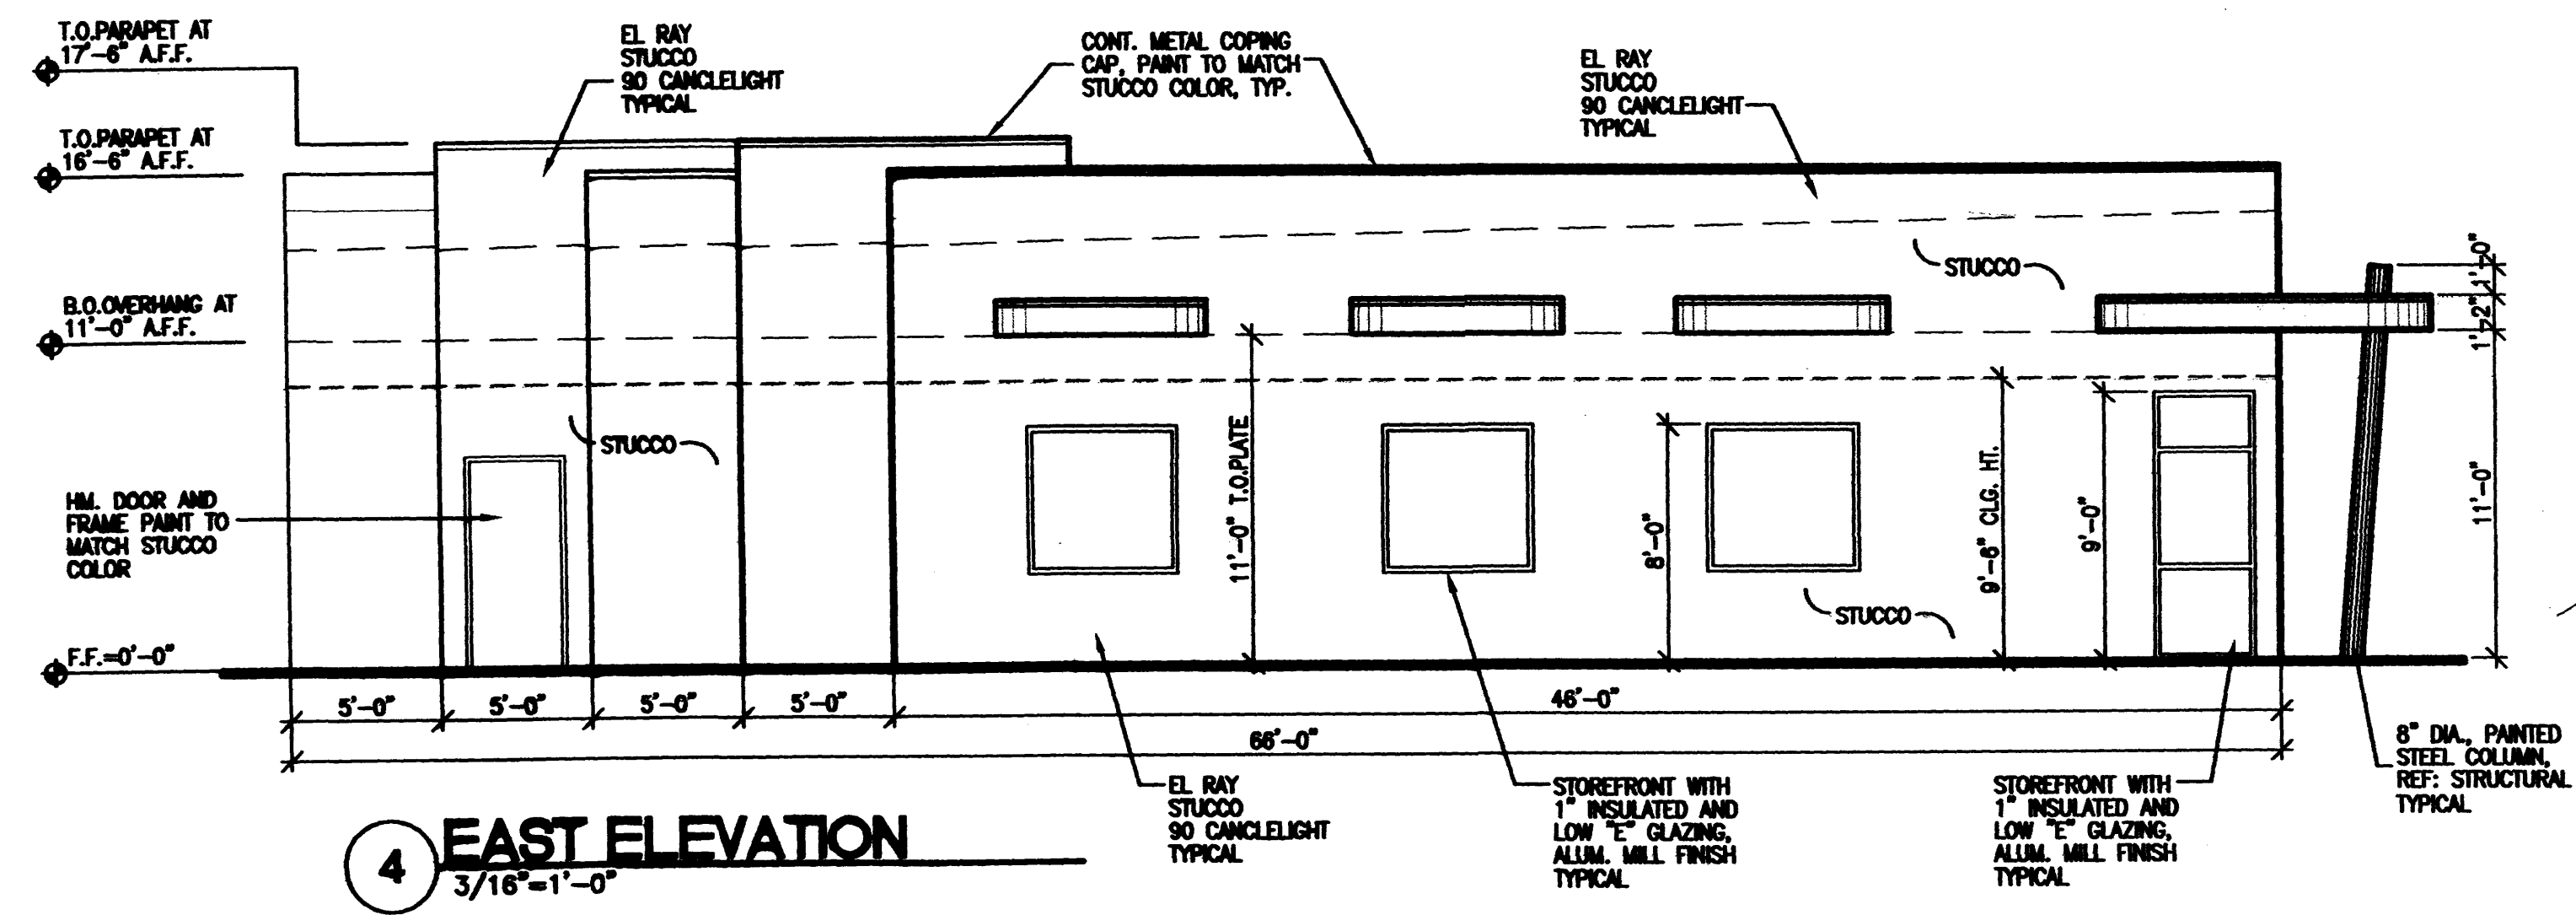 T.O.PARAPET AT
17'-6" A.F.F.
T.O.PARAPET AT
16'-6" A.F.F.
B.O.OVERHANG AT
11'-0" A.F.F.
HM. DOOR AND
FRAME PAINT TO
MATCH STUCCO
COLOR
F.F.=0'-0"
EL RAY
STUCCO
90 CANCLELIGHT
TYPICAL
CONT. METAL COPING
CAP, PAINT TO MATCH
STUCCO COLOR, TYP.
EL RAY
STUCCO
90 CANCLELIGHT
TYPICAL
STUCCO
STUCCO
STUCCO
11'-0" T.O.PLATE
8'-0"
9'-6" CLG. HT.
9'-0"
1'-0"
1'-2"
11'-0"
5'-0"
5'-0"
5'-0"
5'-0"
46'-0"
66'-0"
EL RAY
STUCCO
90 CANCLELIGHT
TYPICAL
STOREFRONT WITH
1" INSULATED AND
LOW "E" GLAZING,
ALUM. MILL FINISH
TYPICAL
STOREFRONT WITH
1" INSULATED AND
LOW "E" GLAZING,
ALUM. MILL FINISH
TYPICAL
8" DIA., PAINTED
STEEL COLUMN,
REF: STRUCTURAL
TYPICAL
4
EAST ELEVATION
3/16"=1'-0"